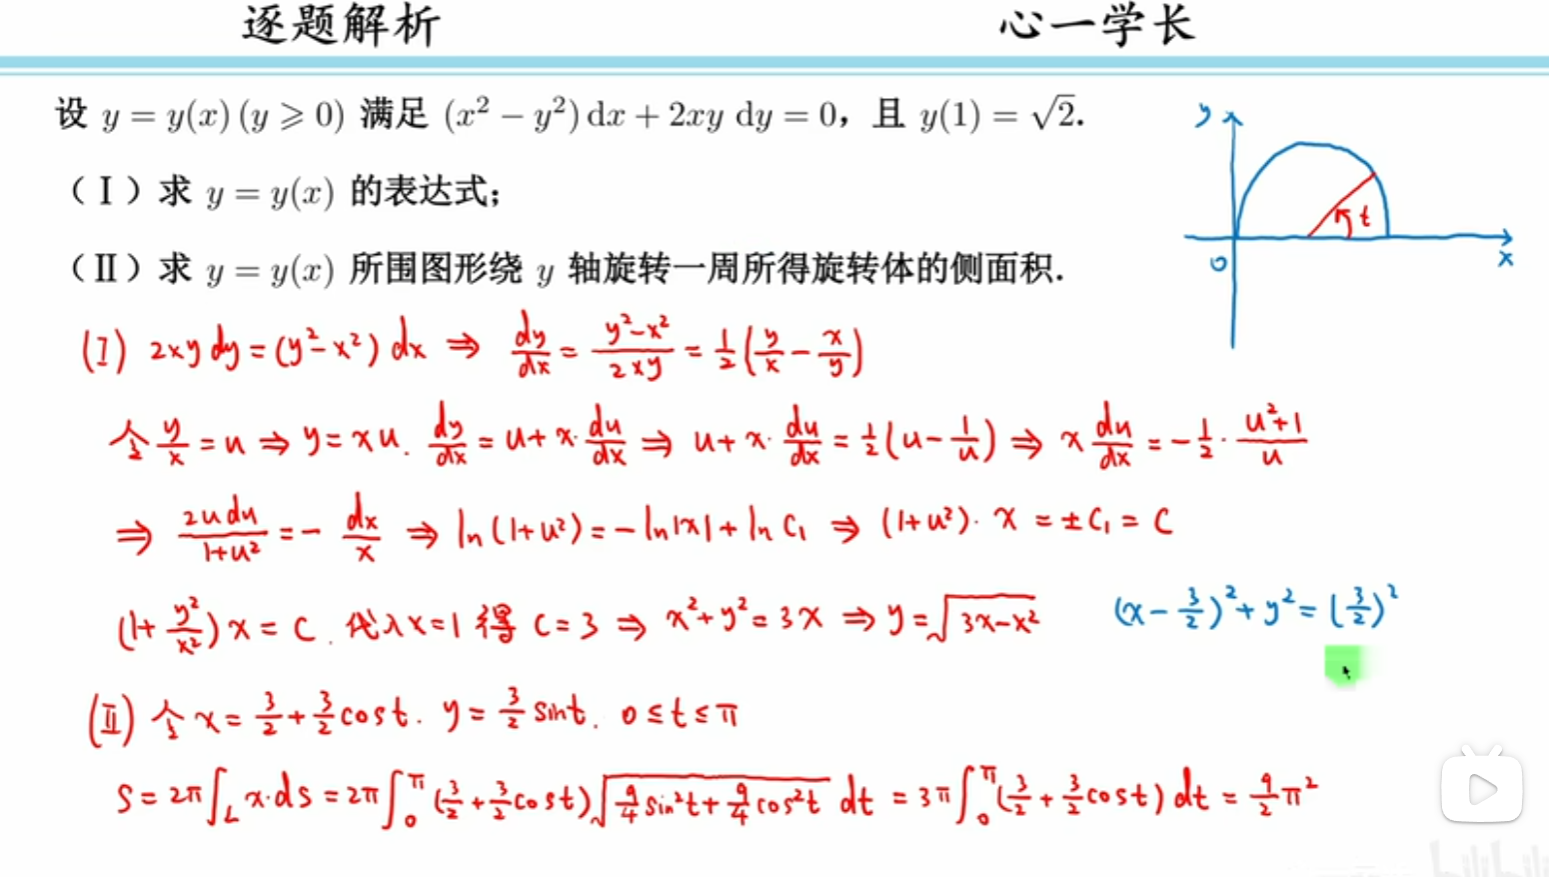 逐题解析
心一学长
设 y = y(x) (y ⩾ 0) 满足 (x² − y²) dx + 2xy dy = 0，且 y(1) = √2.
（Ⅰ）求 y = y(x) 的表达式；
（Ⅱ）求 y = y(x) 所围图形绕 y 轴旋转一周所得旋转体的侧面积.
y
t
0
x
(I) 2xy dy = (y² − x²) dx ⇒ dy/dx = (y² − x²)/(2xy) = 1/2 (y/x − x/y)
令 y/x = u ⇒ y = xu. dy/dx = u + x·du/dx ⇒ u + x·du/dx = 1/2 (u − 1/u) ⇒ x du/dx = −1/2 · (u²+1)/u
⇒ 2u du/(1+u²) = − dx/x ⇒ ln(1+u²) = −ln|x| + ln C₁ ⇒ (1+u²)·x = ±C₁ = C
(1 + y²/x²) x = C. 代入x=1 得 C=3 ⇒ x² + y² = 3x ⇒ y = √(3x−x²)
(x − 3/2)² + y² = (3/2)²
(II) 令 x = 3/2 + 3/2 cos t. y = 3/2 sin t. 0 ≤ t ≤ π
S = 2π ∫_L x·ds = 2π ∫₀^π (3/2 + 3/2 cos t) √(9/4 sin²t + 9/4 cos²t) dt = 3π ∫₀^π (3/2 + 3/2 cos t) dt = 9/2 π²